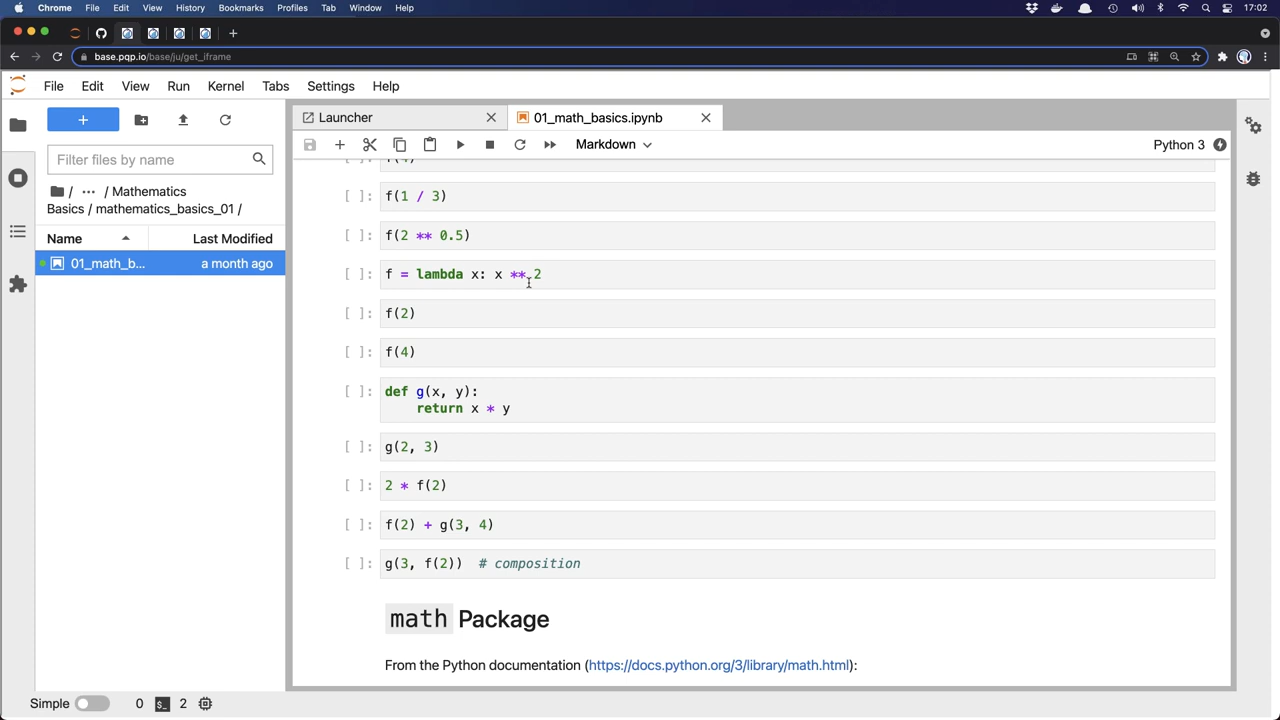 Chrome File Edit View History Bookmarks Profiles Tab Window Help 17:02
base.pqp.io/base/ju/get_iframe
File Edit View Run Kernel Tabs Settings Help
Launcher
01_math_basics.ipynb
Filter files by name
Markdown
Python 3
/ ... / Mathematics
Basics / mathematics_basics_01 /
Name Last Modified
01_math_b... a month ago
f(4)
[ ]: f(1 / 3)
[ ]: f(2 ** 0.5)
[ ]: f = lambda x: x ** 2
[ ]: f(2)
[ ]: f(4)
[ ]: def g(x, y):
return x * y
[ ]: g(2, 3)
[ ]: 2 * f(2)
[ ]: f(2) + g(3, 4)
[ ]: g(3, f(2)) # composition
math Package
From the Python documentation (https://docs.python.org/3/library/math.html):
Simple 0 $_ 2